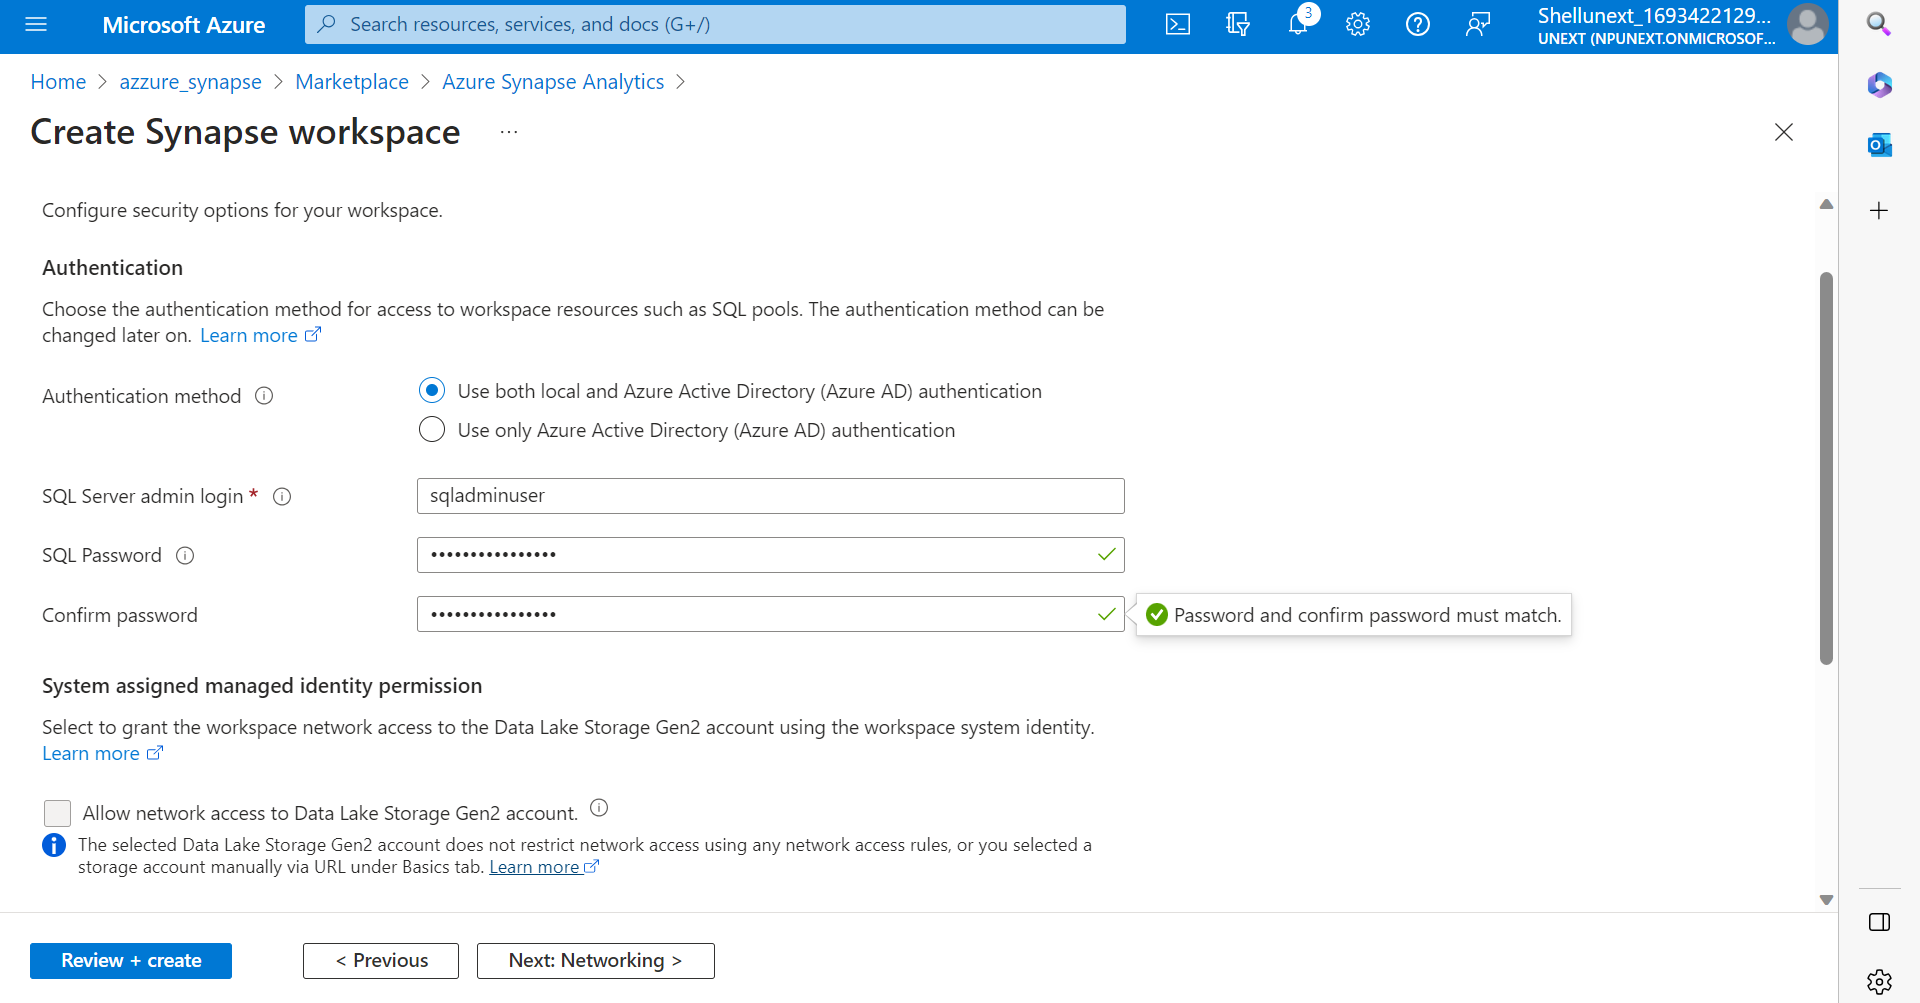 Microsoft Azure
Search resources, services, and docs (G+/)
3
Shellunext_1693422129...
UNEXT (NPUNEXT.ONMICROSOF...
Home > azzure_synapse > Marketplace > Azure Synapse Analytics >
Create Synapse workspace ...
Configure security options for your workspace.
Authentication
Choose the authentication method for access to workspace resources such as SQL pools. The authentication method can be
changed later on. Learn more
Authentication method
Use both local and Azure Active Directory (Azure AD) authentication
Use only Azure Active Directory (Azure AD) authentication
SQL Server admin login *
sqladminuser
SQL Password
••••••••••••••••
Confirm password
••••••••••••••••
Password and confirm password must match.
System assigned managed identity permission
Select to grant the workspace network access to the Data Lake Storage Gen2 account using the workspace system identity.
Learn more
Allow network access to Data Lake Storage Gen2 account.
The selected Data Lake Storage Gen2 account does not restrict network access using any network access rules, or you selected a
storage account manually via URL under Basics tab. Learn more
Review + create
< Previous
Next: Networking >